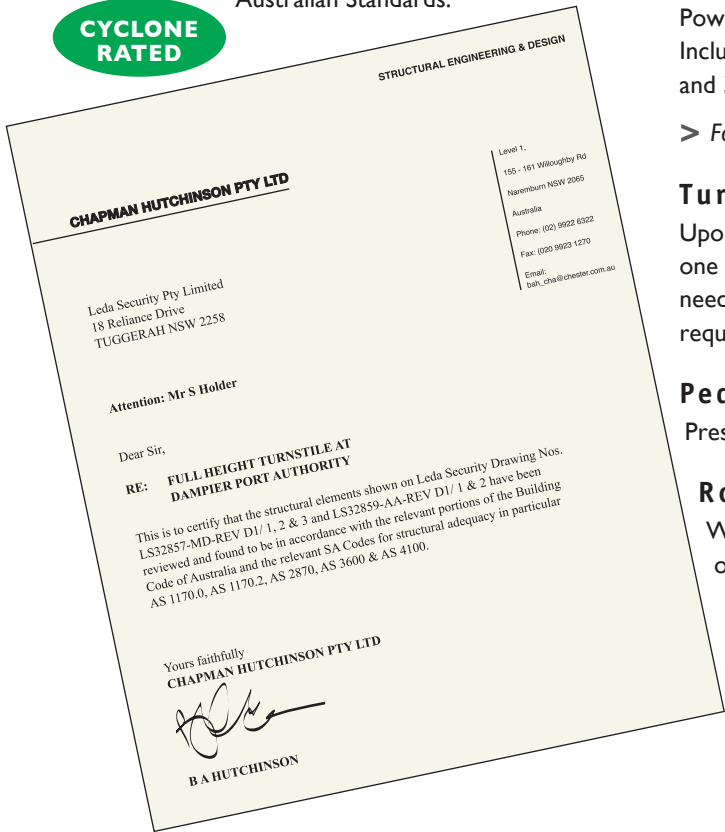 Australian Standards.
CYCLONE
RATED
STRUCTURAL ENGINEERING & DESIGN
CHAPMAN HUTCHINSON PTY LTD
Level 1,
155 - 161 Willoughby Rd
Naremburn NSW 2065
Australia
Phone: (02) 9922 6322
Fax: (020 9923 1270
Email:
bah_cha@chester.com.au
Leda Security Pty Limited
18 Reliance Drive
TUGGERAH NSW 2258
Attention: Mr S Holder
Dear Sir,
RE: FULL HEIGHT TURNSTILE AT
DAMPIER PORT AUTHORITY
This is to certify that the structural elements shown on Leda Security Drawing Nos.
LS32857-MD-REV D1/ 1, 2 & 3 and LS32859-AA-REV D1/ 1 & 2 have been
reviewed and found to be in accordance with the relevant portions of the Building
Code of Australia and the relevant SA Codes for structural adequacy in particular
AS 1170.0, AS 1170.2, AS 2870, AS 3600 & AS 4100.
Yours faithfully
CHAPMAN HUTCHINSON PTY LTD
B A HUTCHINSON
Pow
Inclu
and
> Fo
Tur
Upo
one
need
requ
Ped
Pres
Ro
W
o